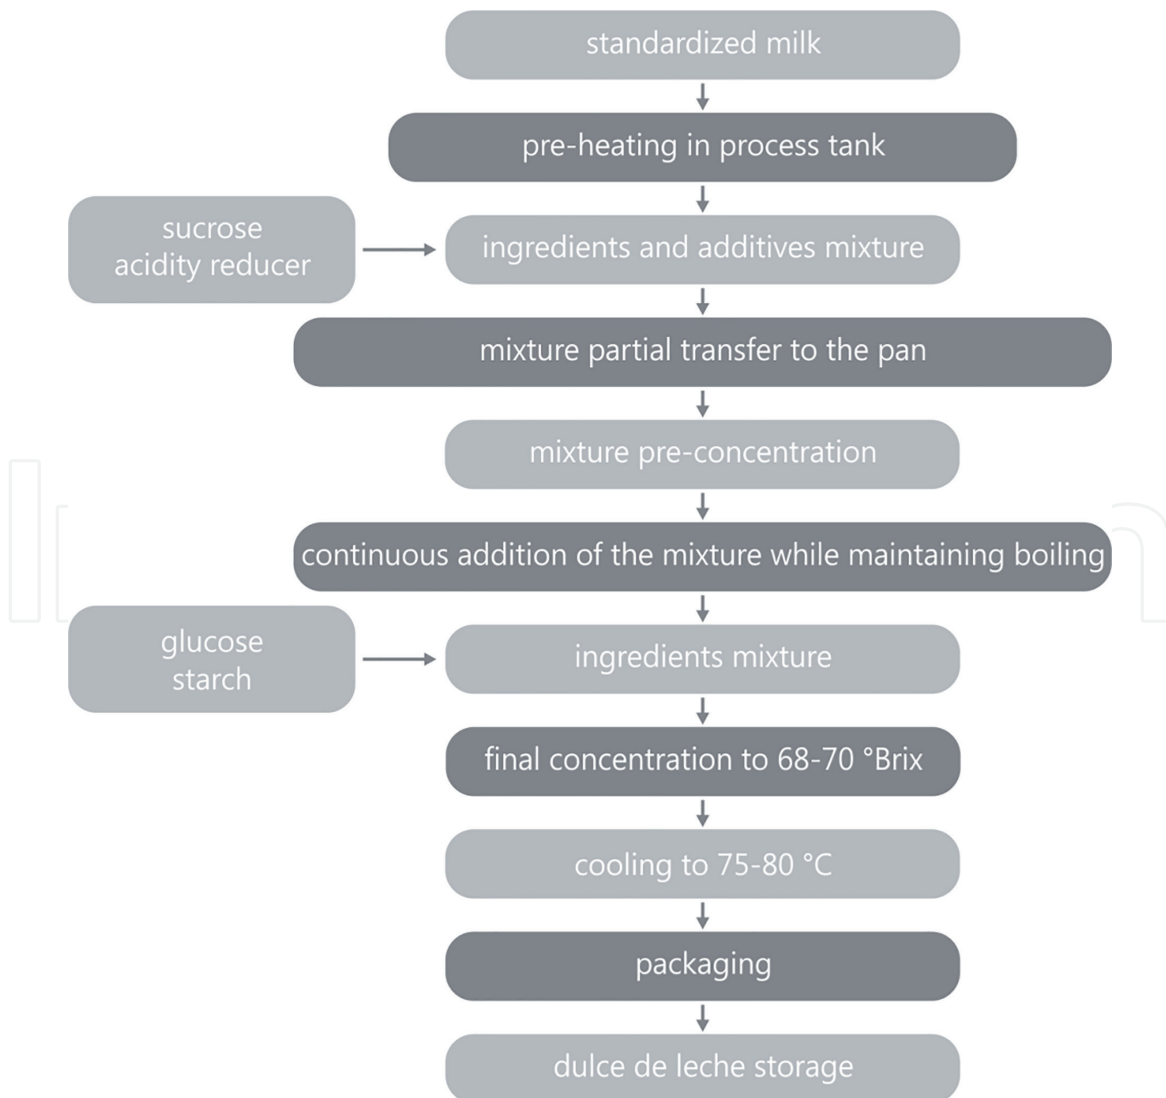 standardized milk
pre-heating in process tank
sucrose
acidity reducer
ingredients and additives mixture
mixture partial transfer to the pan
mixture pre-concentration
continuous addition of the mixture while maintaining boiling
glucose
starch
ingredients mixture
final concentration to 68-70 °Brix
cooling to 75-80 °C
packaging
dulce de leche storage